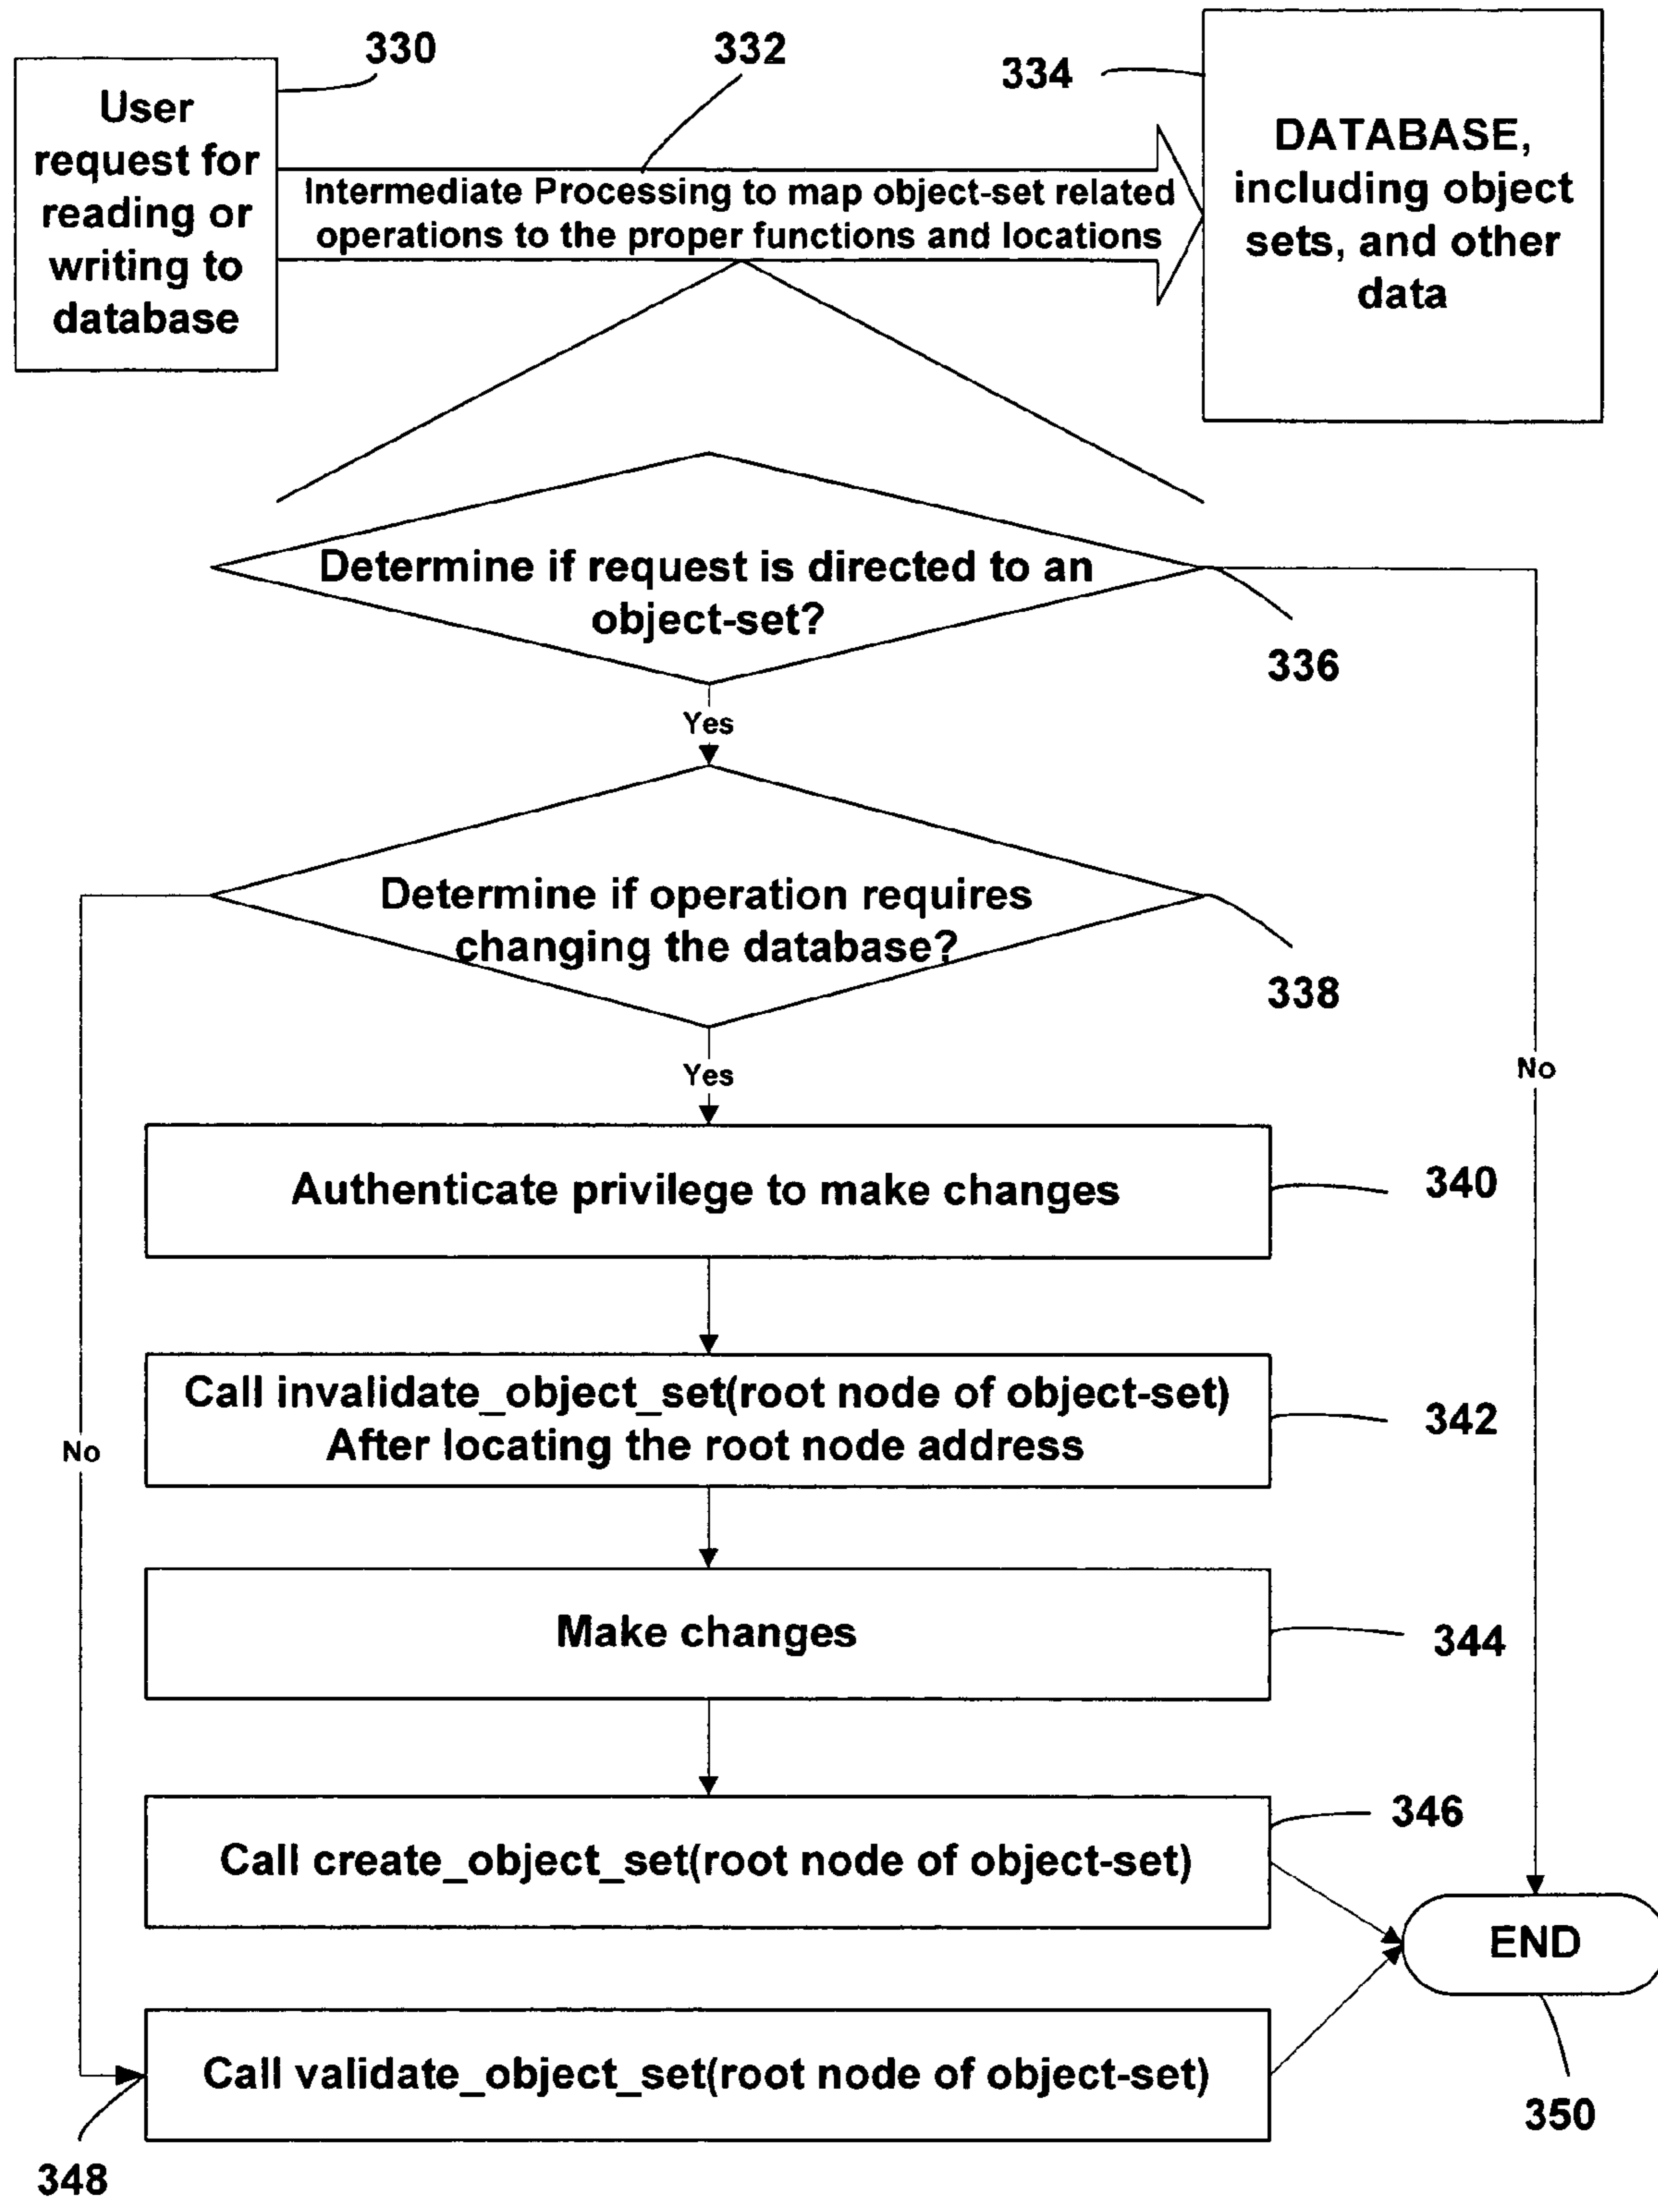 330
332
334
User
request for
reading or
writing to
database
Intermediate Processing to map object-set related
operations to the proper functions and locations
DATABASE,
including object
sets, and other
data
Determine if request is directed to an
object-set?
336
Yes
Determine if operation requires
changing the database?
338
No
Yes
Authenticate privilege to make changes
340
Call invalidate_object_set(root node of object-set)
After locating the root node address
342
No
Make changes
344
346
Call create_object_set(root node of object-set)
END
Call validate_object_set(root node of object-set)
350
348